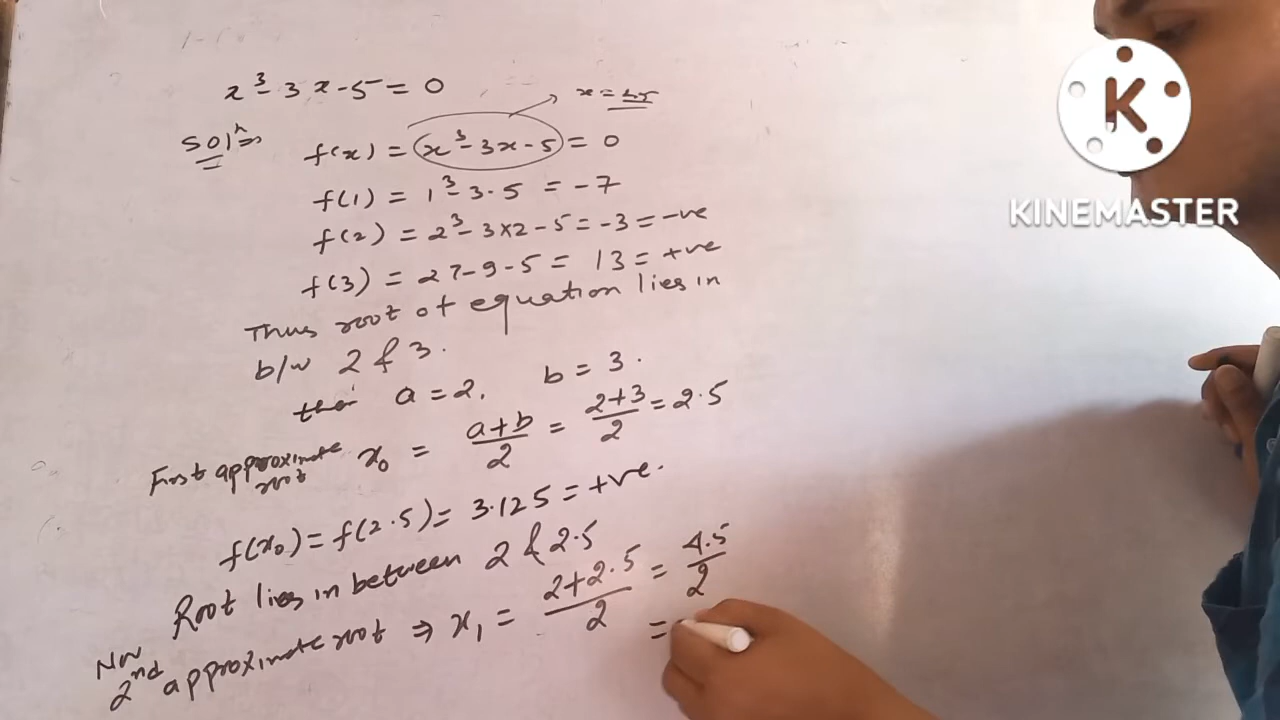 x³-3x-5=0
Solⁿ⇒ f(x) = x³-3x-5 = 0
x =
f(1) = 1³-3.5 = -7
f(2) = 2³-3×2-5 = -3 = -ve
f(3) = 27-9-5 = 13 = +ve
Thus root of equation lies in
b/w 2 & 3.
a = 2, b = 3.
First approximate root x₀ = a+b/2 = 2+3/2 = 2.5
f(x₀) = f(2.5) = 3.125 = +ve.
Root lies in between 2 & 2.5
Now
2nd approximate root ⇒ x₁ = 2+2.5/2 = 4.5/2
=
K
KINEMASTER